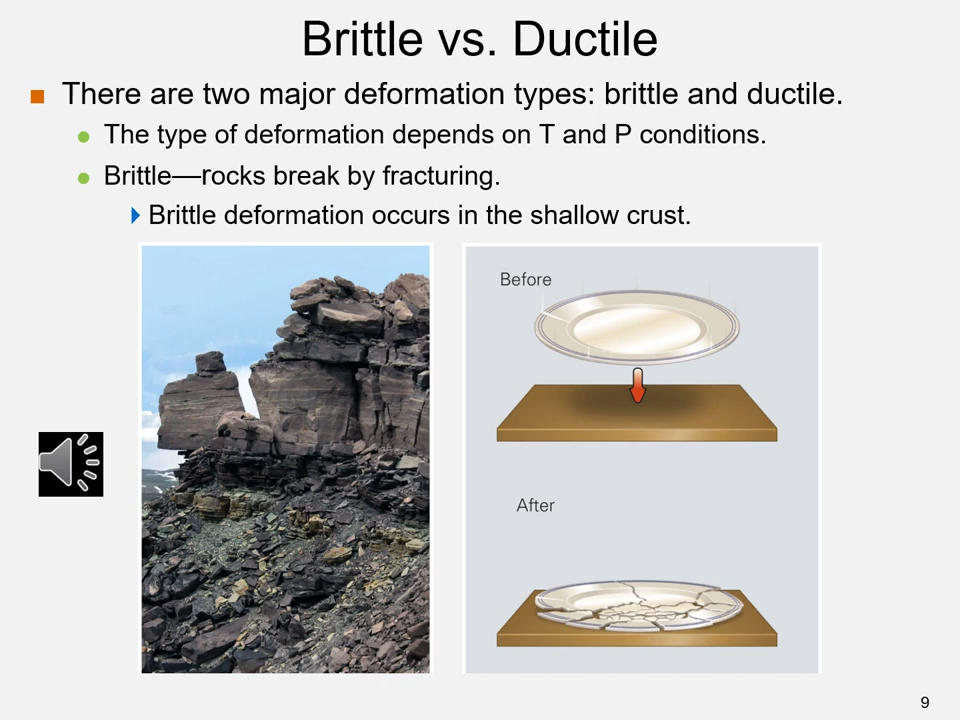 Brittle vs. Ductile
There are two major deformation types: brittle and ductile.
The type of deformation depends on T and P conditions.
Brittle—rocks break by fracturing.
Brittle deformation occurs in the shallow crust.
Before
After
9